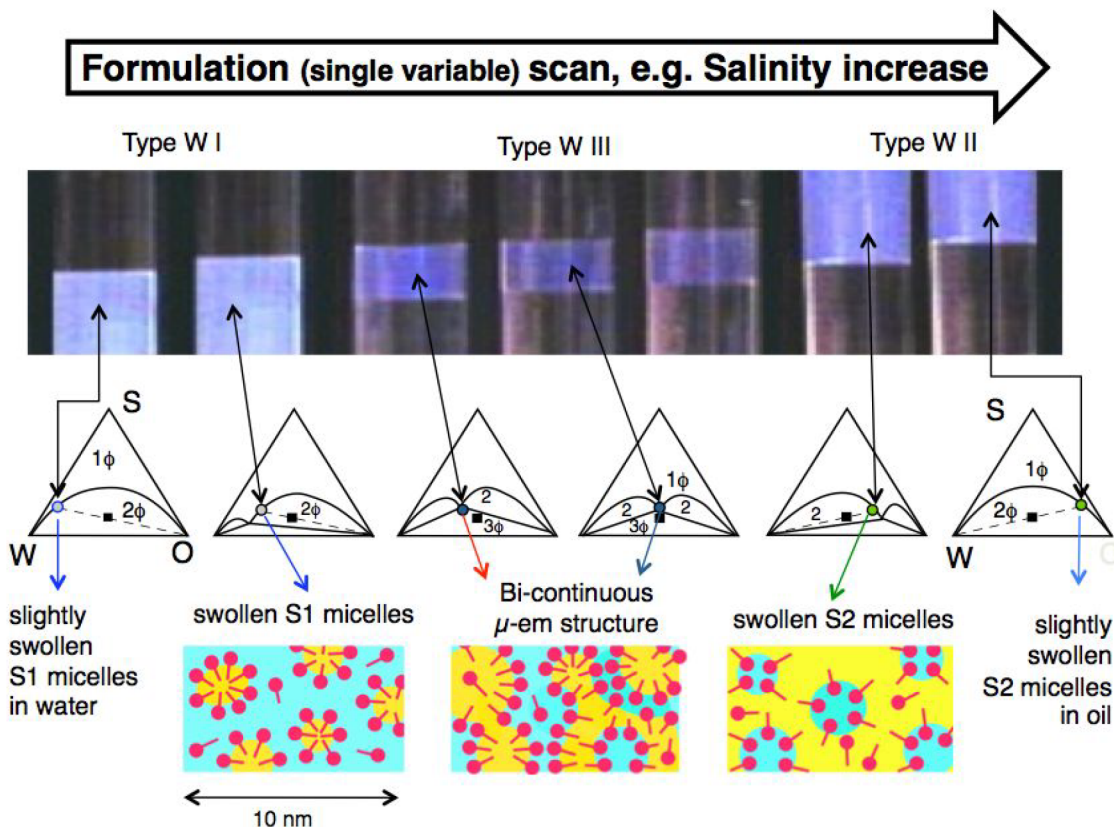 Formulation (single variable) scan, e.g. Salinity increase
Type W I
Type W III
Type W II
S
1ϕ
2ϕ
W
O
2ϕ
2
3ϕ
1ϕ
2
2
3ϕ
2
S
1ϕ
2ϕ
W
O
slightly
swollen
S1 micelles
in water
swollen S1 micelles
Bi-continuous
μ-em structure
swollen S2 micelles
slightly
swollen
S2 micelles
in oil
10 nm